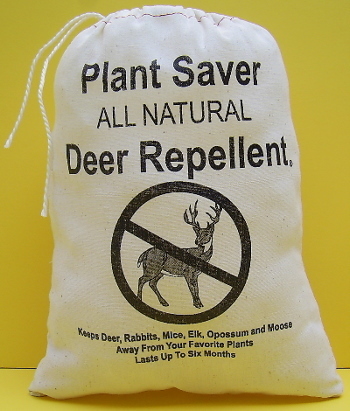 Plant Saver
ALL NATURAL
Deer Repellent®
Keeps Deer, Rabbits, Mice, Elk, Opossum and Moose
Away From Your Favorite Plants
Lasts Up To Six Months